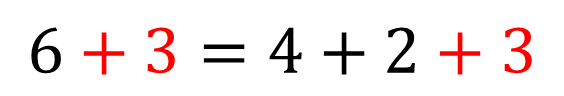 6 + 3 = 4 + 2 + 3